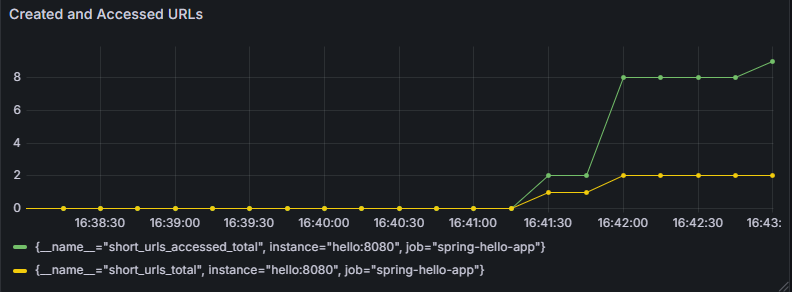 Created and Accessed URLs
8
6
4
2
0
16:38:30 16:39:00 16:39:30 16:40:00 16:40:30 16:41:00 16:41:30 16:42:00 16:42:30 16:43:
{__name__="short_urls_accessed_total", instance="hello:8080", job="spring-hello-app"}
{__name__="short_urls_total", instance="hello:8080", job="spring-hello-app"}